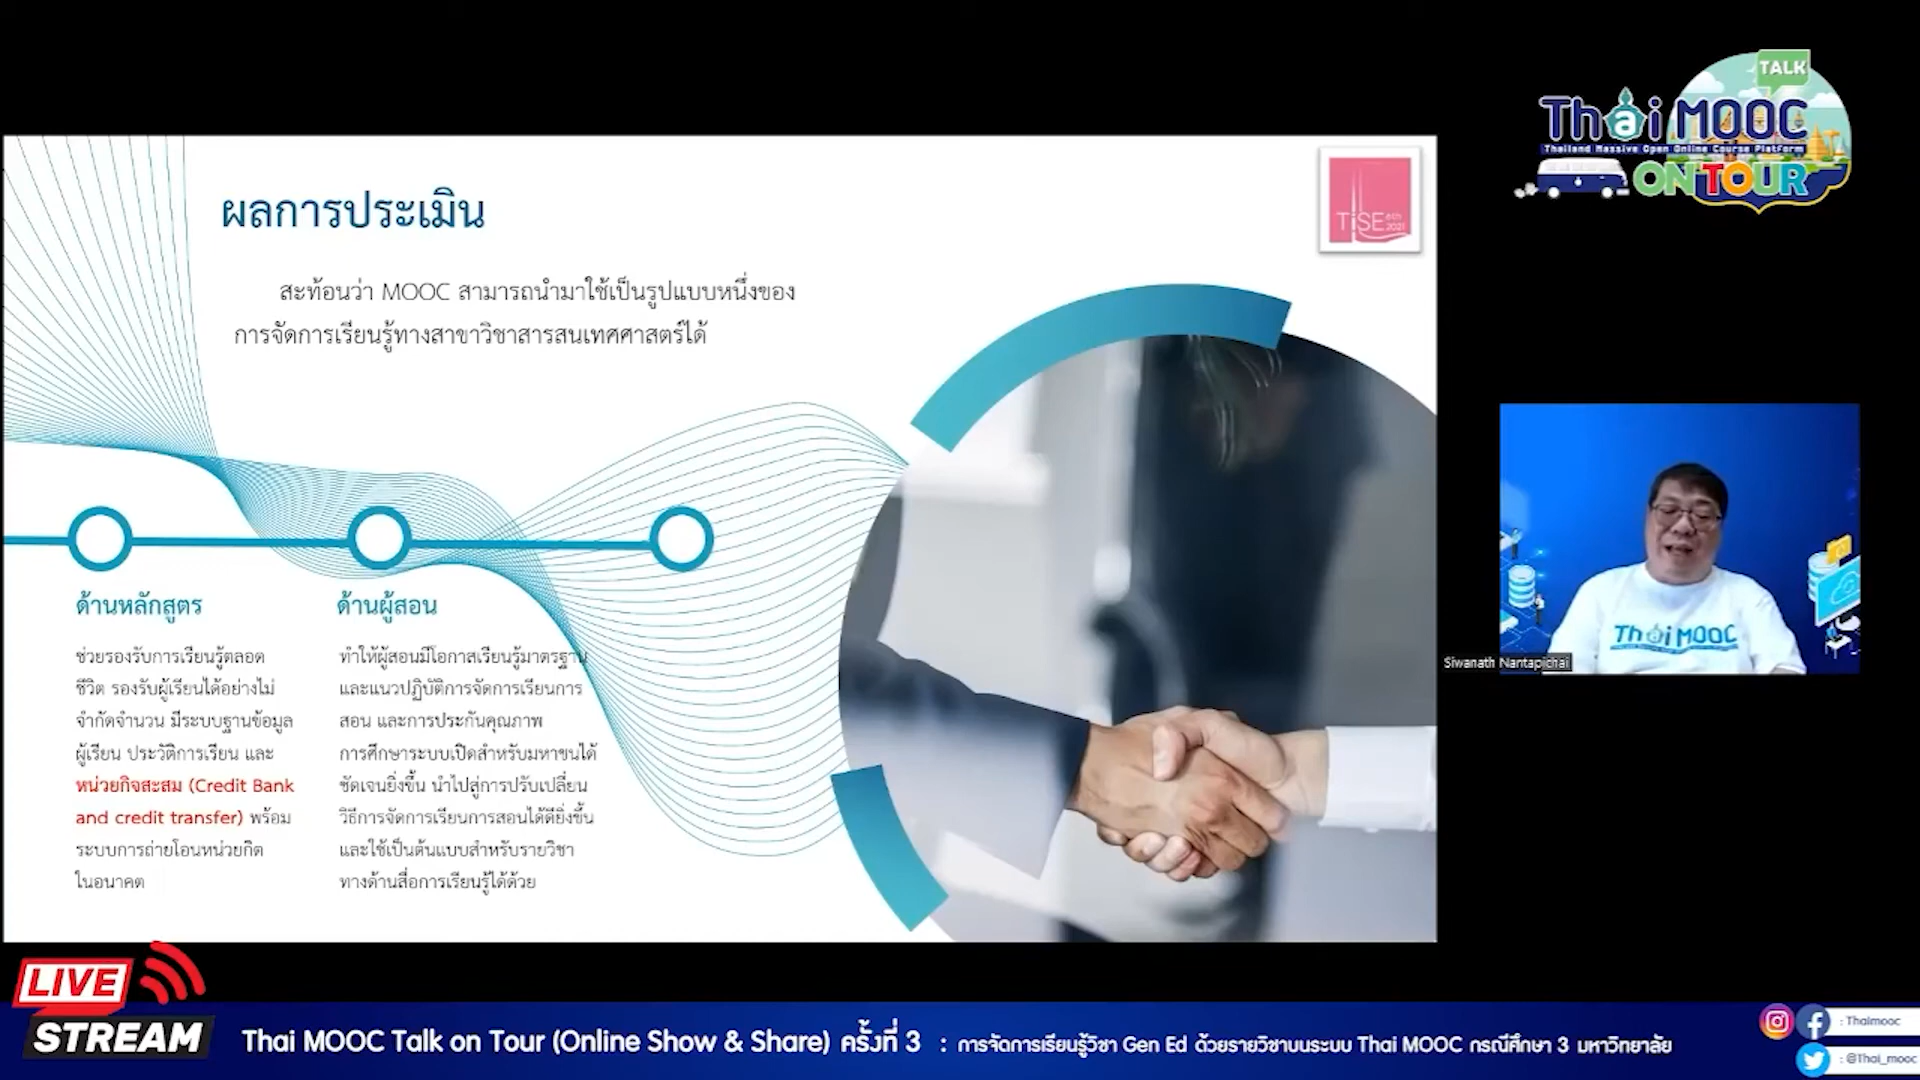 TALK
Thai MOOC
Thailand Massive Open Online Course Platform
ON TOUR
ผลการประเมิน
TiSE 6th 2021
สะท้อนว่า MOOC สามารถนำมาใช้เป็นรูปแบบหนึ่งของ
การจัดการเรียนรู้ทางสาขาวิชาสารสนเทศศาสตร์ได้
ด้านหลักสูตร
ช่วยรองรับการเรียนรู้ตลอด
ชีวิต รองรับผู้เรียนได้อย่างไม่
จำกัดจำนวน มีระบบฐานข้อมูล
ผู้เรียน ประวัติการเรียน และ
หน่วยกิจสะสม (Credit Bank
and credit transfer) พร้อม
ระบบการถ่ายโอนหน่วยกิต
ในอนาคต
ด้านผู้สอน
ทำให้ผู้สอนมีโอกาสเรียนรู้มาตรฐาน
และแนวปฏิบัติการจัดการเรียนการ
สอน และการประกันคุณภาพ
การศึกษาระบบเปิดสำหรับมหาชนได้
ชัดเจนยิ่งขึ้น นำไปสู่การปรับเปลี่ยน
วิธีการจัดการเรียนการสอนได้ดียิ่งขึ้น
และใช้เป็นต้นแบบสำหรับรายวิชา
ทางด้านสื่อการเรียนรู้ได้ด้วย
Thai MOOC
Siwanath Nantapichai
LIVE
STREAM
Thai MOOC Talk on Tour (Online Show & Share) ครั้งที่ 3 : การจัดการเรียนรู้วิชา Gen Ed ด้วยรายวิชาบนระบบ Thai MOOC กรณีศึกษา 3 มหาวิทยาลัย
: Thaimooc
: @Thai_mooc